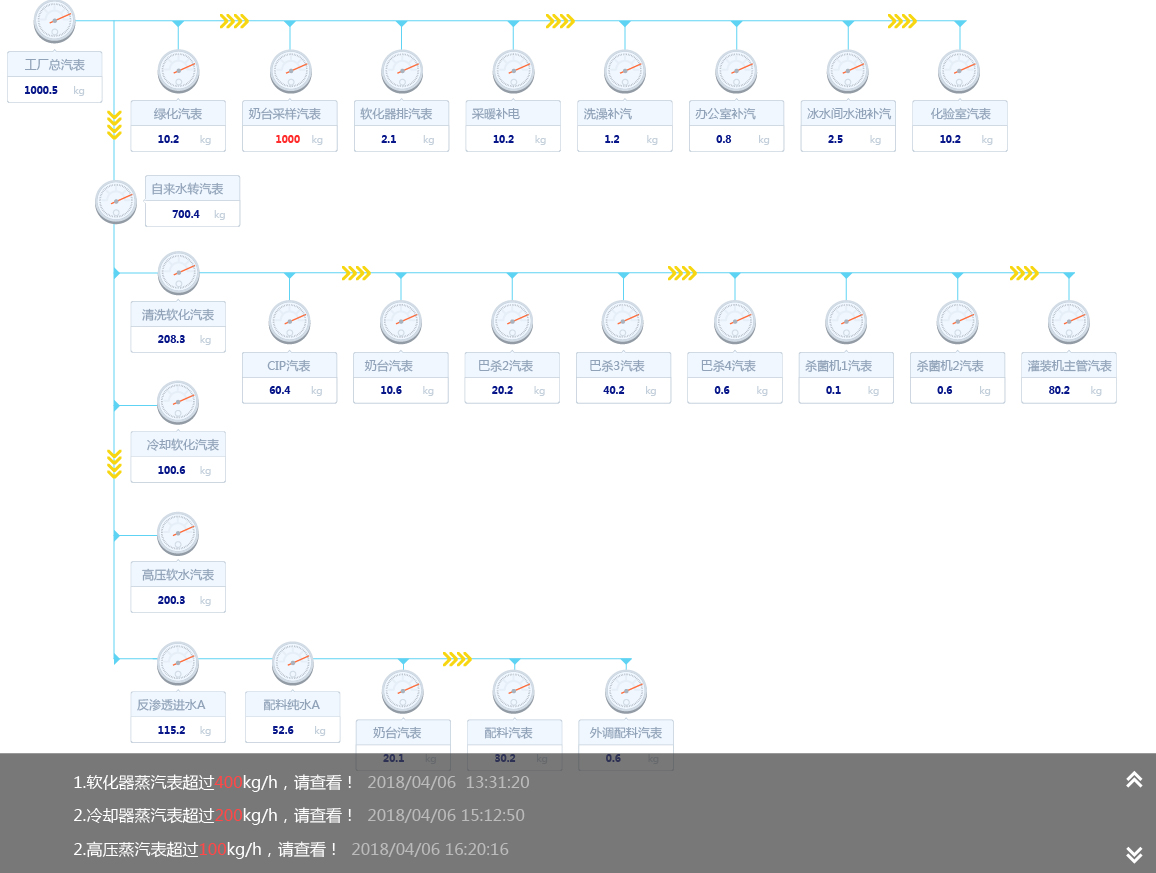 工厂总汽表
1000.5 kg
绿化汽表
10.2 kg
奶台采样汽表
1000 kg
软化器排汽表
2.1 kg
采暖补电
10.2 kg
洗澡补汽
1.2 kg
办公室补汽
0.8 kg
冰水间水池补汽
2.5 kg
化验室汽表
10.2 kg
自来水转汽表
700.4 kg
清洗软化汽表
208.3 kg
CIP汽表
60.4 kg
奶台汽表
10.6 kg
巴杀2汽表
20.2 kg
巴杀3汽表
40.2 kg
巴杀4汽表
0.6 kg
杀菌机1汽表
0.1 kg
杀菌机2汽表
0.6 kg
灌装机主管汽表
80.2 kg
冷却软化汽表
100.6 kg
高压软水汽表
200.3 kg
反渗透进水A
115.2 kg
配料纯水A
52.6 kg
奶台汽表
20.1 kg
配料汽表
30.2 kg
外调配料汽表
0.6 kg
1.软化器蒸汽表超过400kg/h，请查看！ 2018/04/06 13:31:20
2.冷却器蒸汽表超过200kg/h，请查看！ 2018/04/06 15:12:50
2.高压蒸汽表超过100kg/h，请查看！ 2018/04/06 16:20:16